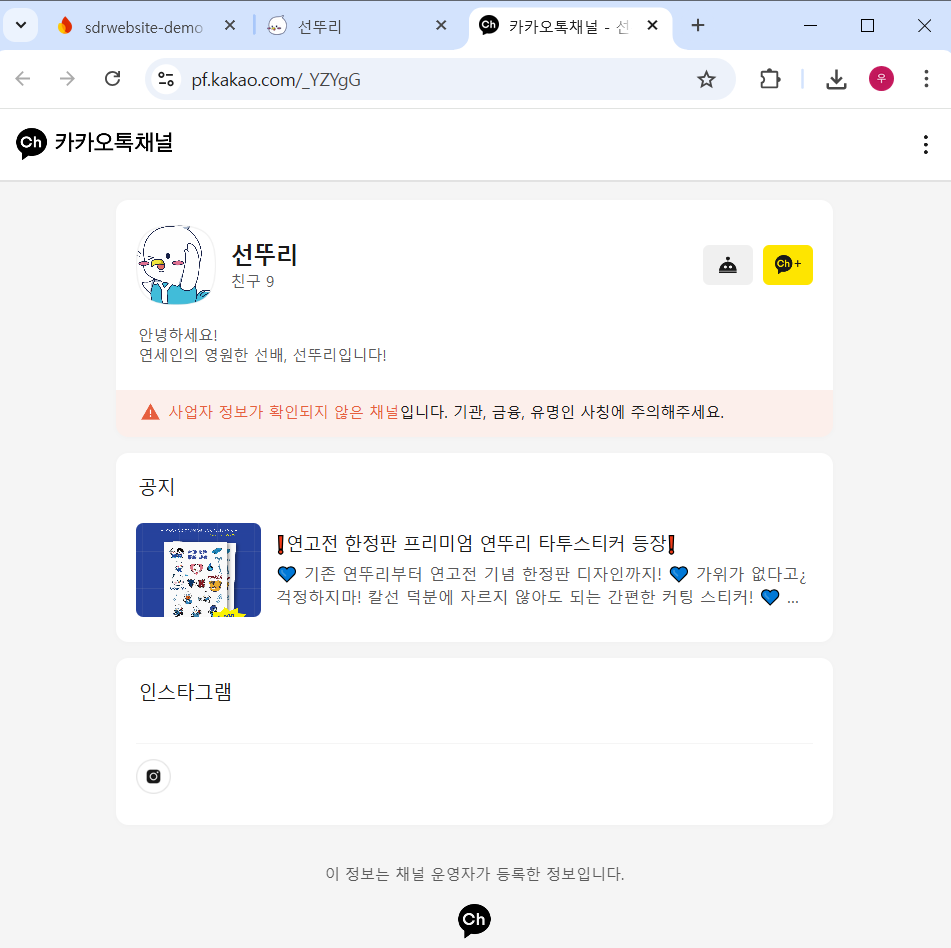 sdrwebsite-demo
선뚜리
카카오톡채널 - 선
pf.kakao.com/_YZYgG
우
Ch 카카오톡채널
선뚜리
친구 9
Ch+
안녕하세요!
연세인의 영원한 선배, 선뚜리입니다!
사업자 정보가 확인되지 않은 채널입니다. 기관, 금융, 유명인 사칭에 주의해주세요.
공지
❗연고전 한정판 프리미엄 연뚜리 타투스티커 등장❗
💙 기존 연뚜리부터 연고전 기념 한정판 디자인까지! 💙 가위가 없다고¿
걱정하지마! 칼선 덕분에 자르지 않아도 되는 간편한 커팅 스티커! 💙 ...
인스타그램
이 정보는 채널 운영자가 등록한 정보입니다.
Ch